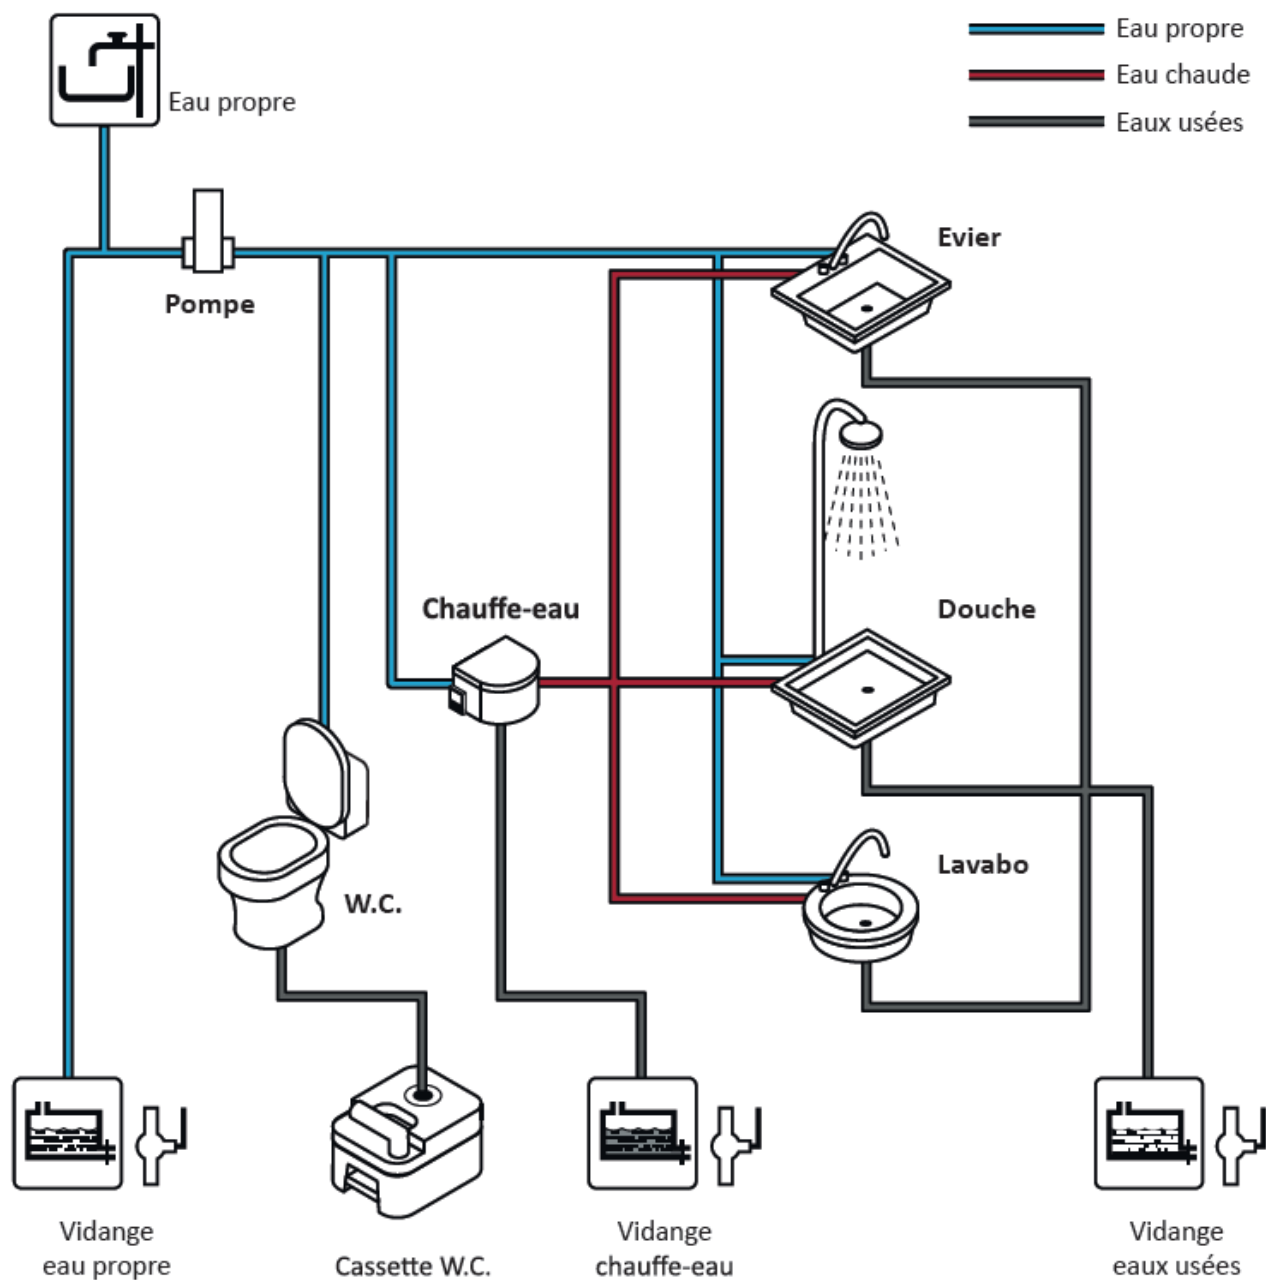 Eau propre
Eau chaude
Eaux usées
Eau propre
Evier
Pompe
Chauffe-eau
Douche
Lavabo
W.C.
Vidange
eau propre
Cassette W.C.
Vidange
chauffe-eau
Vidange
eaux usées